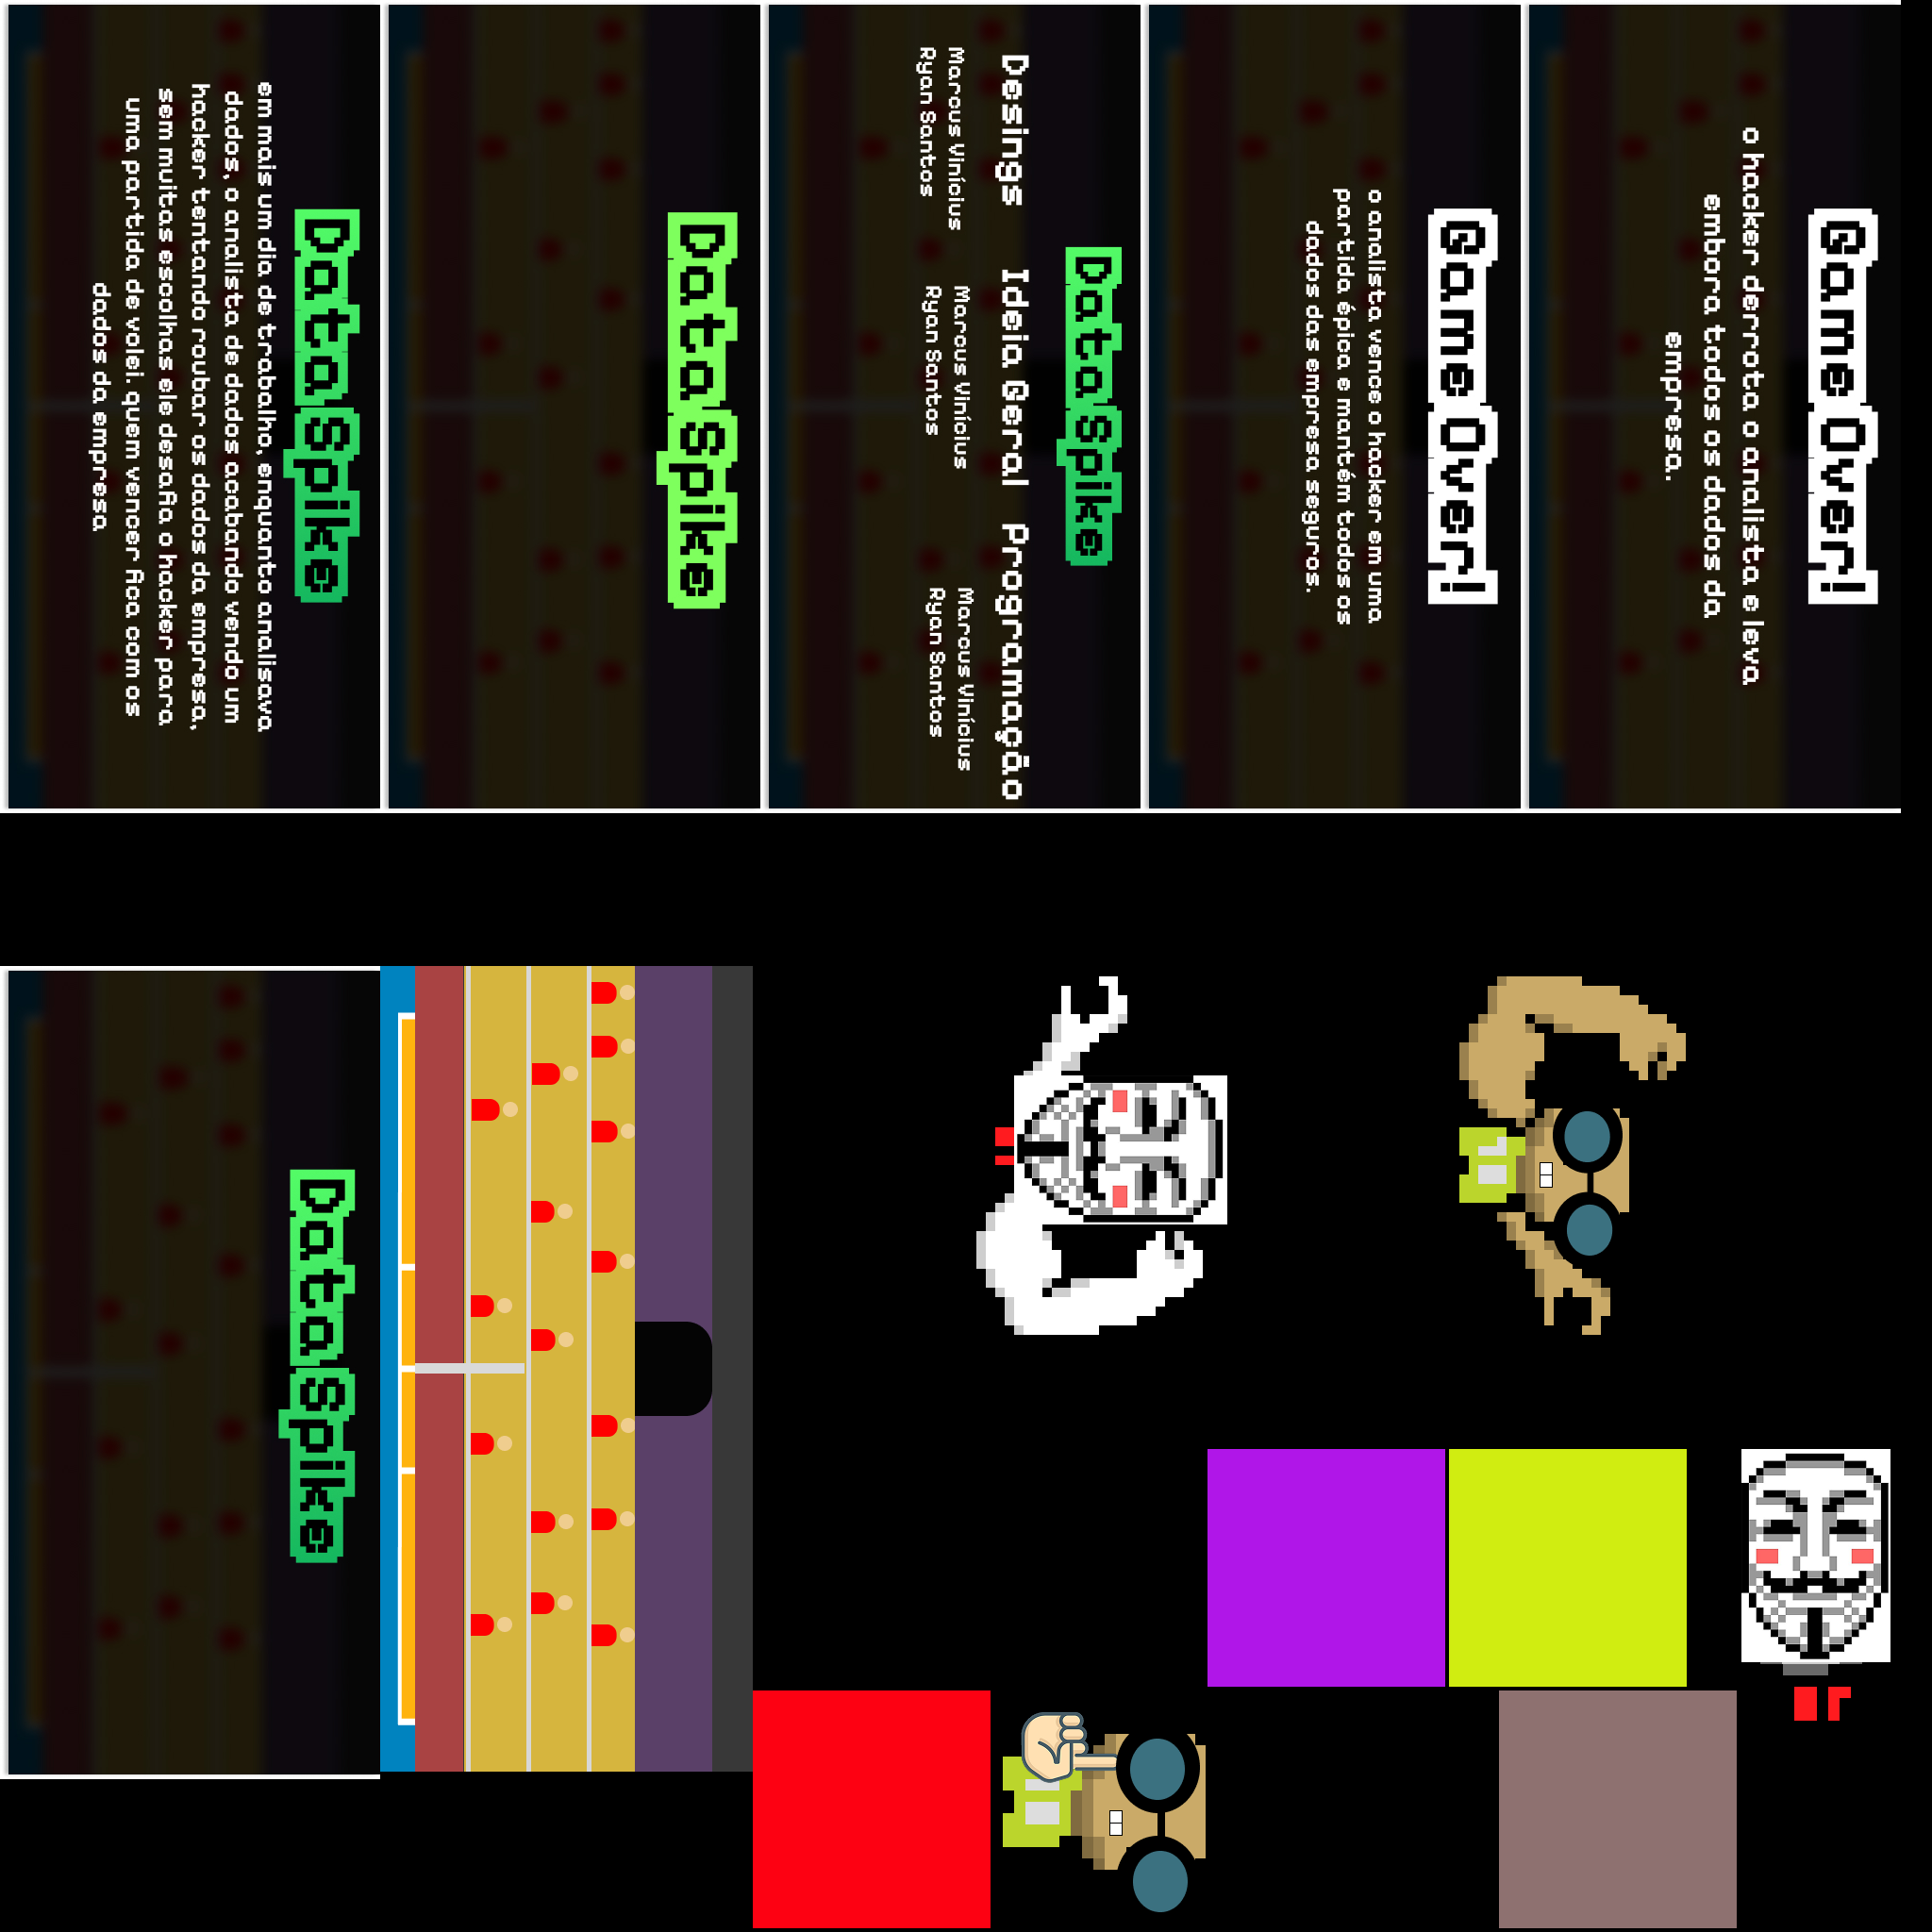 Data Spike
em mais um dia de trabalho, enquanto analisava
dados, o analista de dados acabando vendo um
hacker tentando roubar os dados da empresa,
sem muitas escolhas ele desafia o hacker para
uma partida de volei. quem vencer fica com os
dados da empresa
Data Spike
Data Spike
Desings
Ideia Geral
Programação
Marcus Vinícius
Ryan Santos
Marcus Vinícius
Ryan Santos
Marcus Vinícius
Ryan Santos
Game Over!
o analista vence o hacker em uma
partida épica e mantém todos os
dados das empresa seguros.
Game Over!
o hacker derrota o analista e leva
embora todos os dados da
empresa.
Data Spike